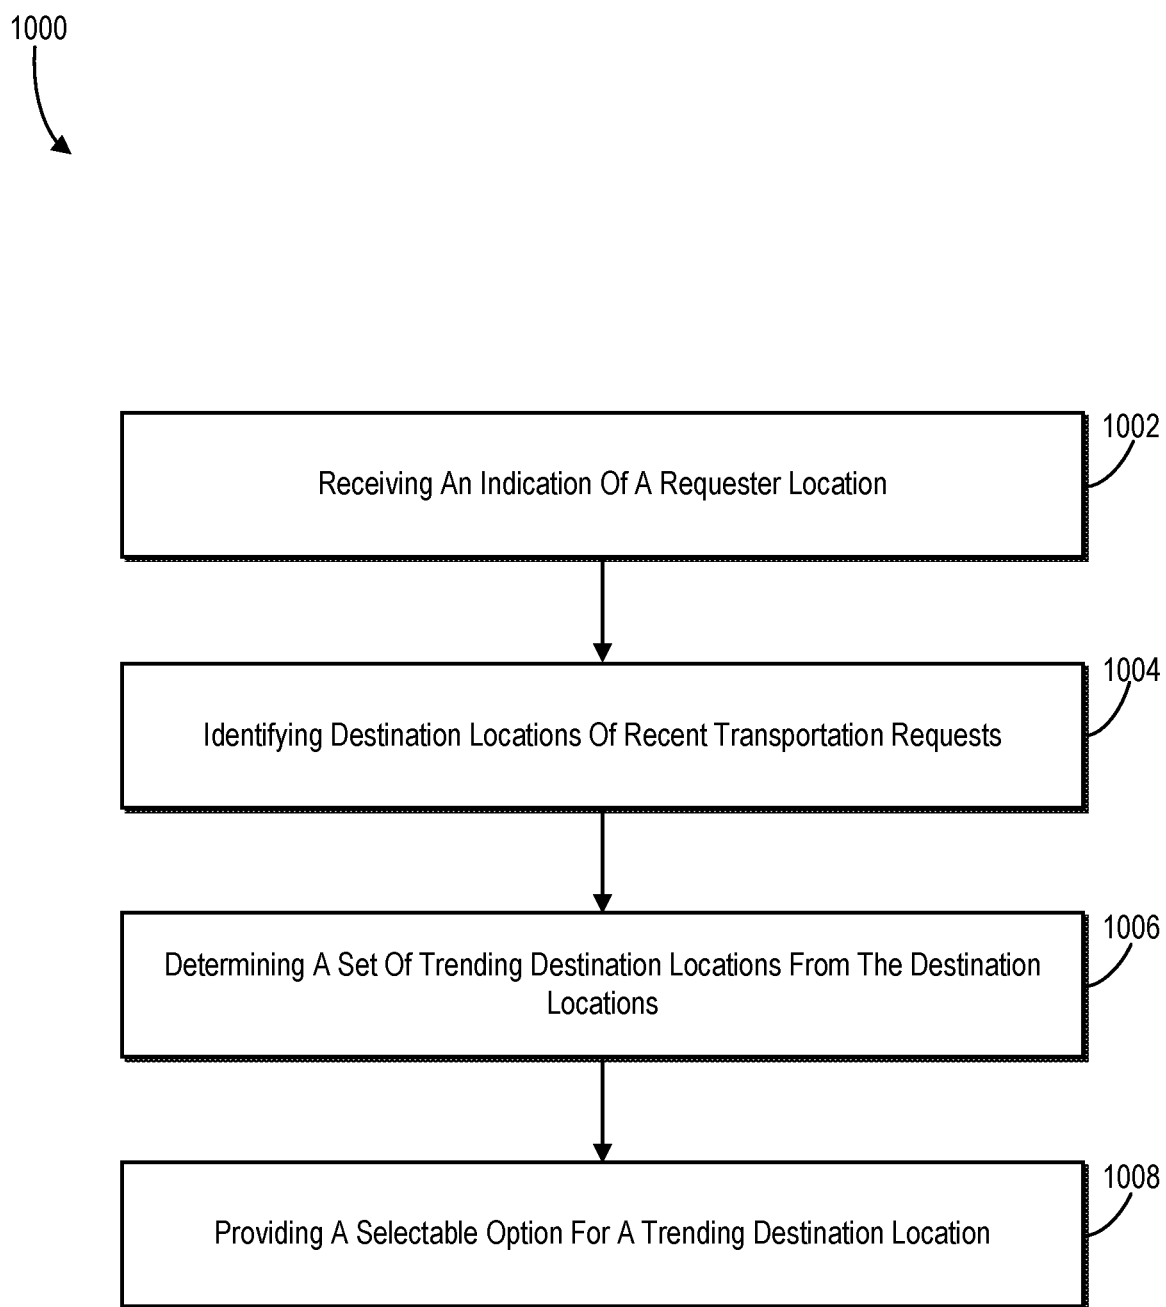 1000
1002
Receiving An Indication Of A Requester Location
1004
Identifying Destination Locations Of Recent Transportation Requests
1006
Determining A Set Of Trending Destination Locations From The Destination
Locations
1008
Providing A Selectable Option For A Trending Destination Location